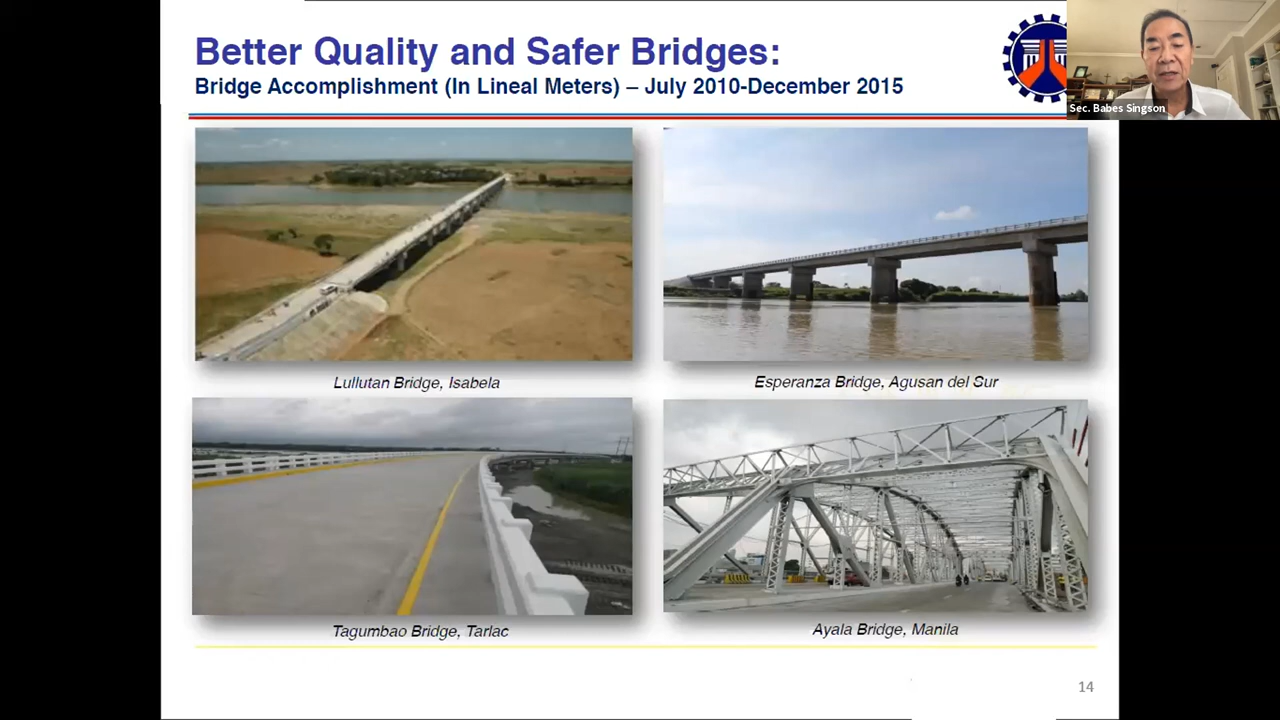 Better Quality and Safer Bridges:
Bridge Accomplishment (In Lineal Meters) – July 2010-December 2015
Sec. Babes Singson
Lullutan Bridge, Isabela
Esperanza Bridge, Agusan del Sur
Tagumbao Bridge, Tarlac
Ayala Bridge, Manila
14